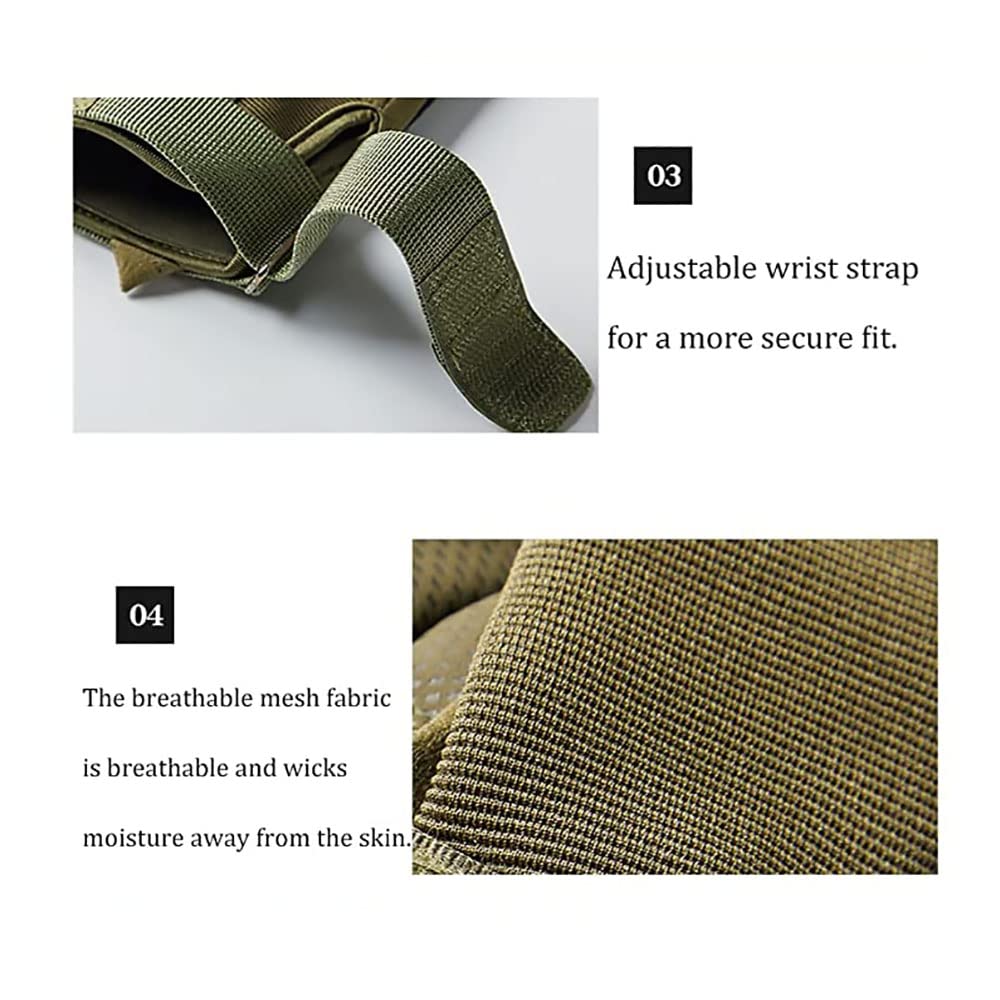 03
Adjustable wrist strap
for a more secure fit.
04
The breathable mesh fabric
is breathable and wicks
moisture away from the skin.